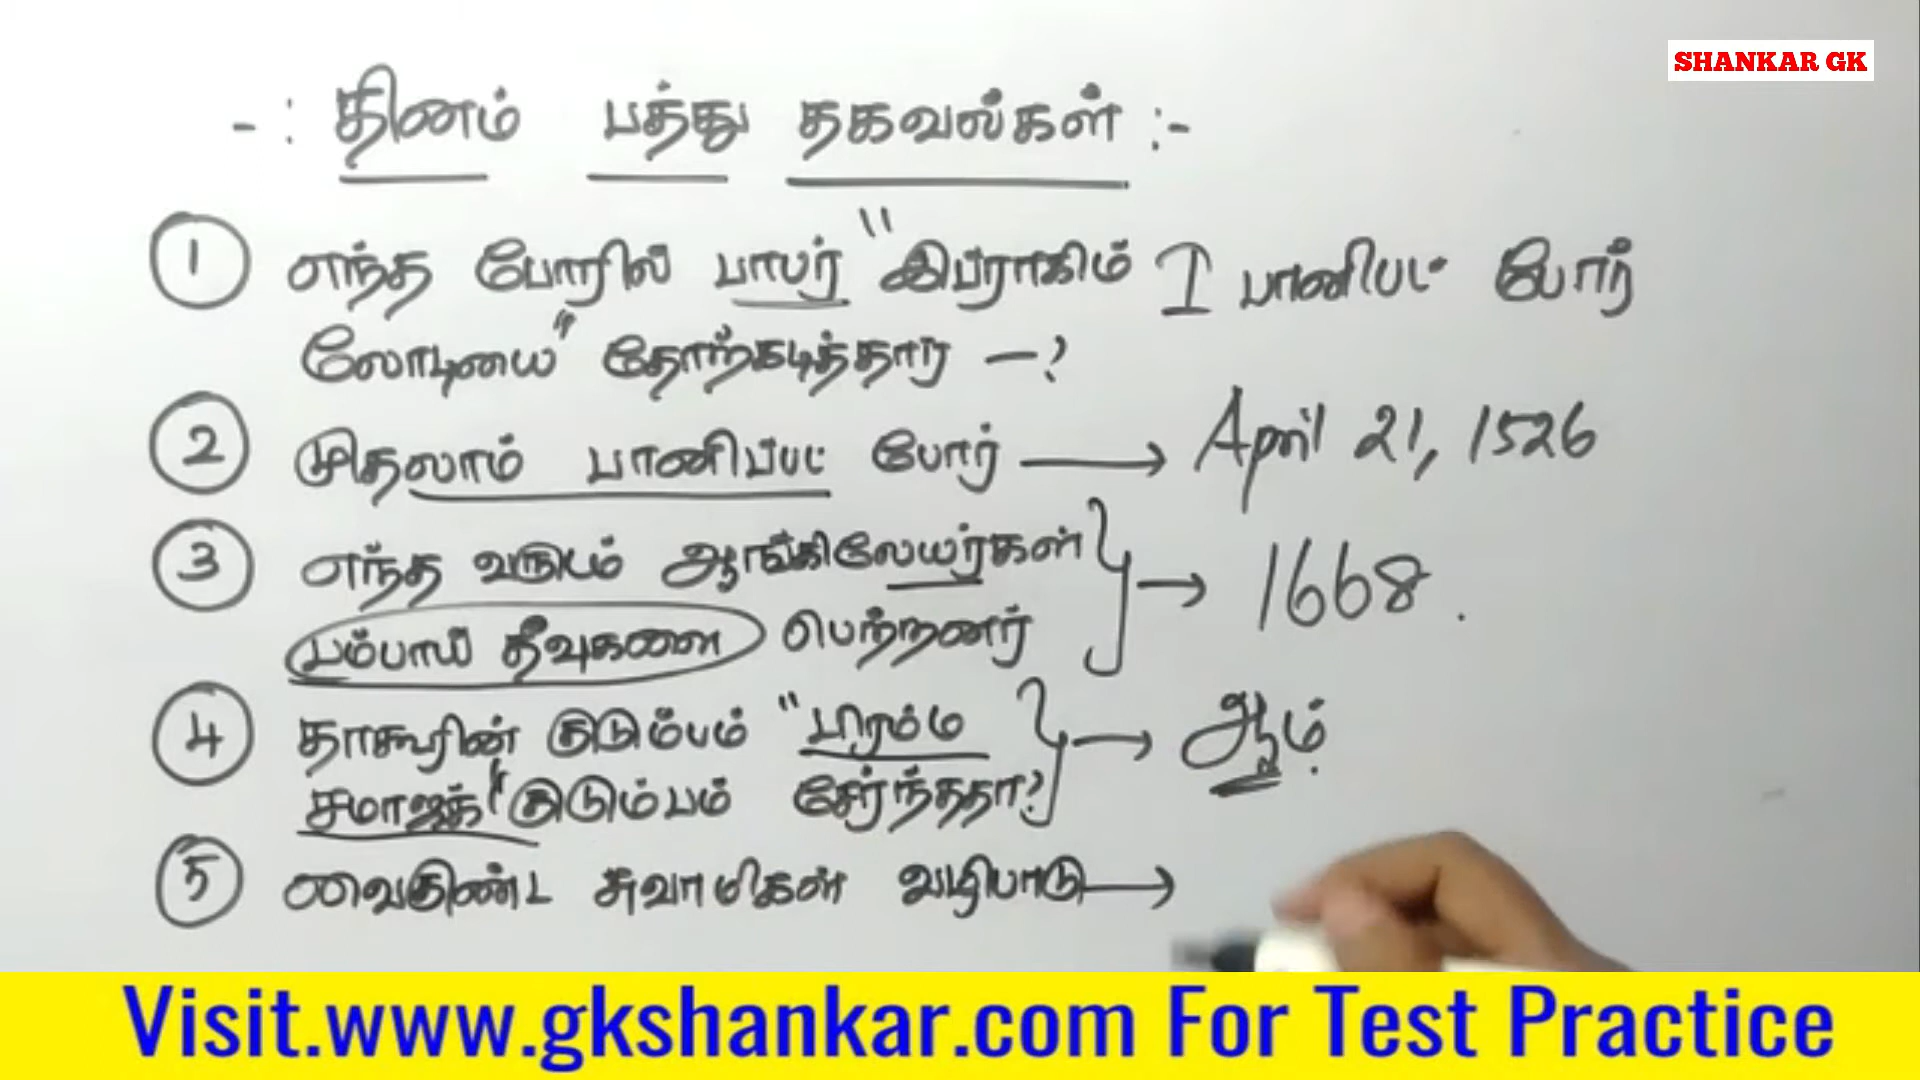 SHANKAR GK
-: தினம் பத்து தகவல்கள் :-
1 எந்த போரில் பாபர் "இப்ராகிம் I பானிபட் போர்
லோடியை" தோற்கடித்தார் -?
2 முதலாம் பானிப்பட் போர் → April 21, 1526
3 எந்த வருடம் ஆங்கிலேயர்கள்
பம்பாய் தீவுகளை பெற்றனர் → 1668.
4 தாகூரின் குடும்பம் "பிரம்ம
சமாஜத்" குடும்பம் சேர்ந்ததா? → ஆம்.
5 வைகுண்ட சுவாமிகள் வழிபாடு →
Visit.www.gkshankar.com For Test Practice